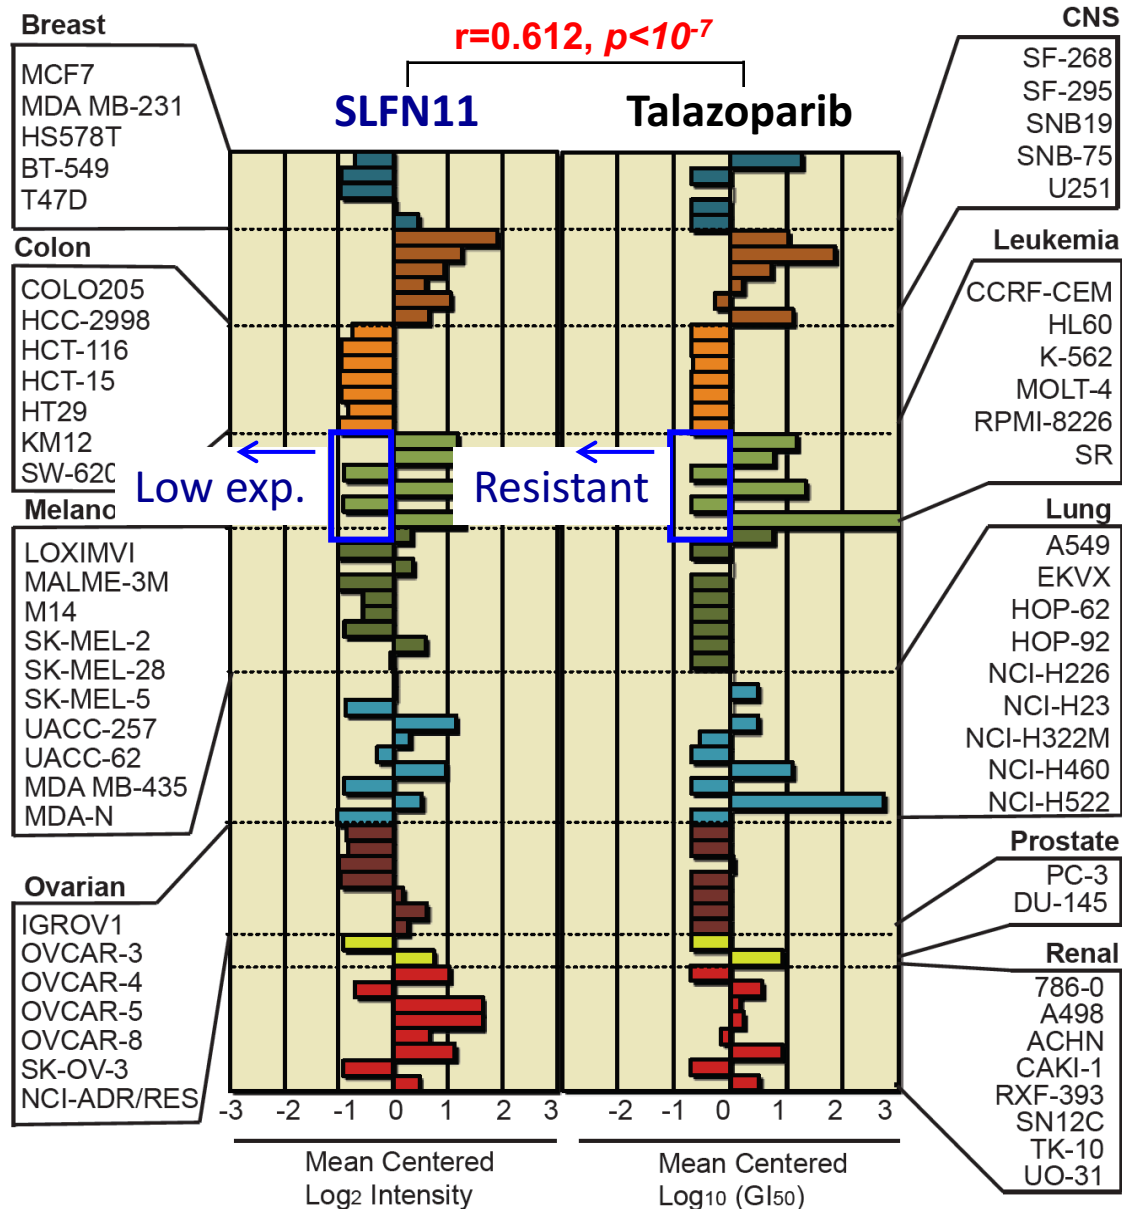 r=0.612, p<10-7
SLFN11
Talazoparib
Breast
MCF7
MDA MB-231
HS578T
BT-549
T47D
Colon
COLO205
HCC-2998
HCT-116
HCT-15
HT29
KM12
SW-620
Melano
LOXIMVI
MALME-3M
M14
SK-MEL-2
SK-MEL-28
SK-MEL-5
UACC-257
UACC-62
MDA MB-435
MDA-N
Ovarian
IGROV1
OVCAR-3
OVCAR-4
OVCAR-5
OVCAR-8
SK-OV-3
NCI-ADR/RES
Low exp.
Resistant
CNS
SF-268
SF-295
SNB19
SNB-75
U251
Leukemia
CCRF-CEM
HL60
K-562
MOLT-4
RPMI-8226
SR
Lung
A549
EKVX
HOP-62
HOP-92
NCI-H226
NCI-H23
NCI-H322M
NCI-H460
NCI-H522
Prostate
PC-3
DU-145
Renal
786-0
A498
ACHN
CAKI-1
RXF-393
SN12C
TK-10
UO-31
-3 -2 -1 0 1 2 3
-2 -1 0 1 2 3
Mean Centered
Log2 Intensity
Mean Centered
Log10 (GI50)